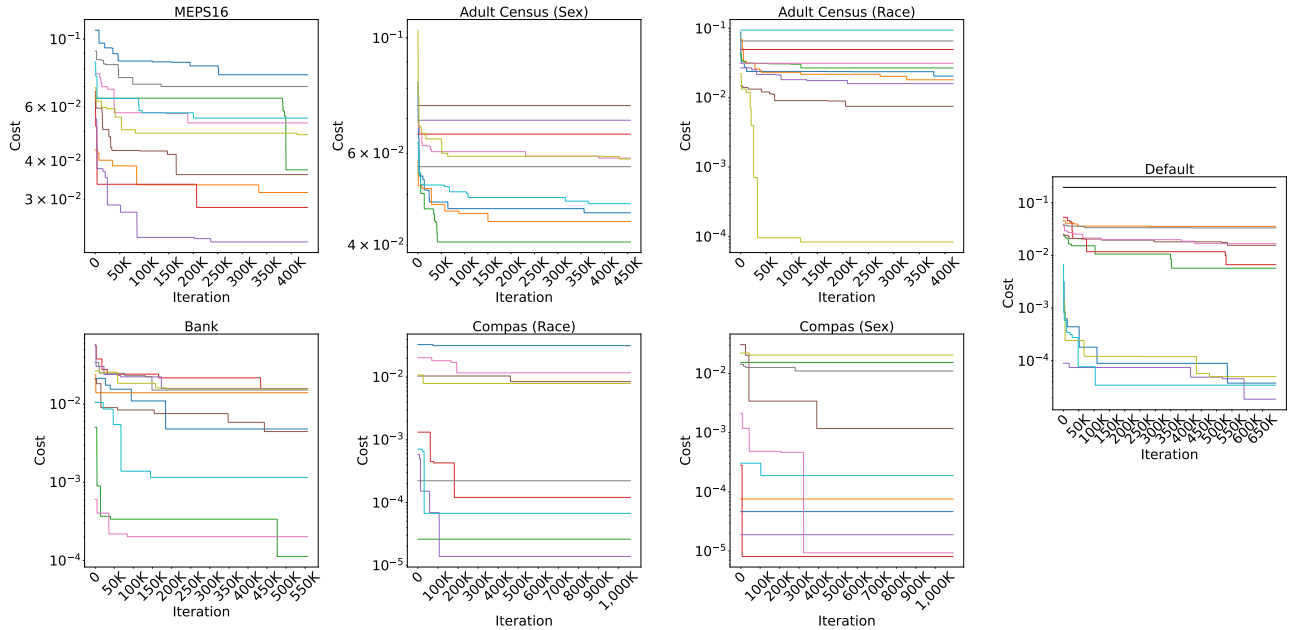 MEPS16
Cost
10⁻¹
6 × 10⁻²
4 × 10⁻²
3 × 10⁻²
0 50K 100K 150K 200K 250K 300K 350K 400K
Iteration
Adult Census (Sex)
Cost
10⁻¹
6 × 10⁻²
4 × 10⁻²
0 50K 100K 150K 200K 250K 300K 350K 400K 450K
Iteration
Adult Census (Race)
Cost
10⁻¹
10⁻²
10⁻³
10⁻⁴
0 50K 100K 150K 200K 250K 300K 350K 400K
Iteration
Default
Cost
10⁻¹
10⁻²
10⁻³
10⁻⁴
0 50K 100K 150K 200K 250K 300K 350K 400K 450K 500K 550K 600K 650K
Iteration
Bank
Cost
10⁻²
10⁻³
10⁻⁴
0 50K 100K 150K 200K 250K 300K 350K 400K 450K 500K 550K
Iteration
Compas (Race)
Cost
10⁻²
10⁻³
10⁻⁴
10⁻⁵
0 100K 200K 300K 400K 500K 600K 700K 800K 900K 1,000K
Iteration
Compas (Sex)
Cost
10⁻²
10⁻³
10⁻⁴
10⁻⁵
0 100K 200K 300K 400K 500K 600K 700K 800K 900K 1,000K
Iteration